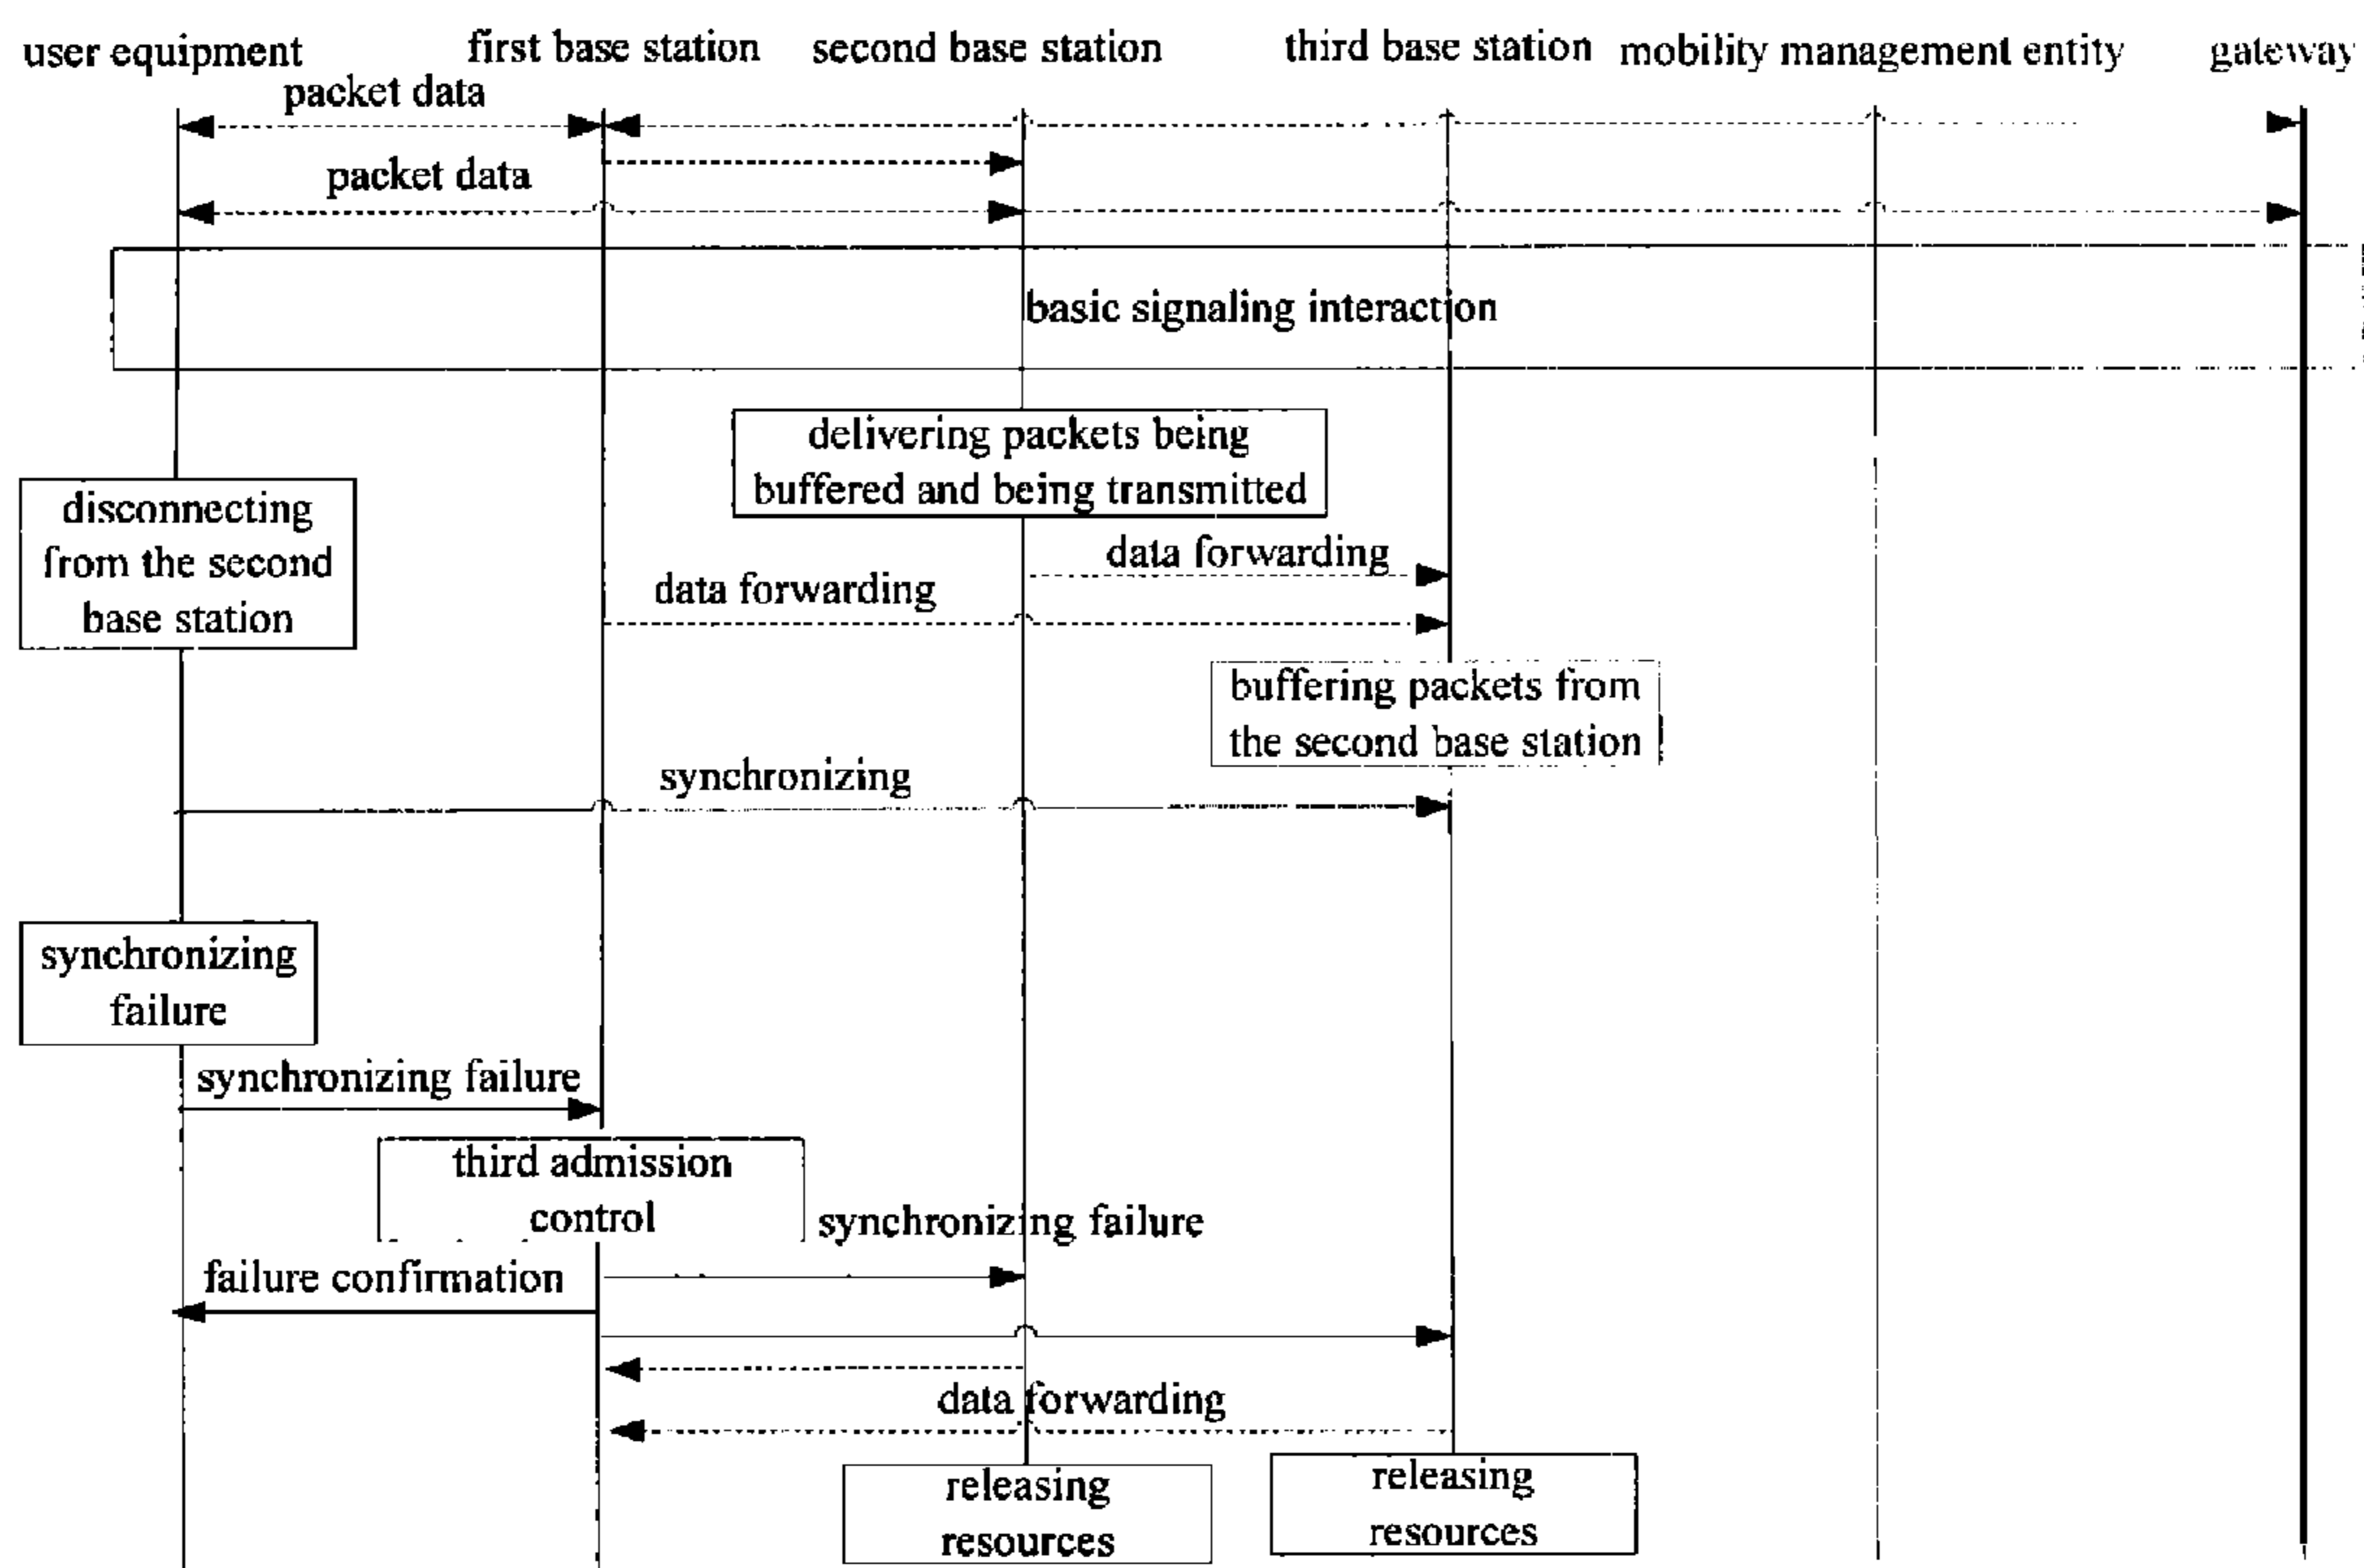 user equipment
first base station
second base station
third base station
mobility management entity
gateway
packet data
packet data
basic signaling interaction
delivering packets being
buffered and being transmitted
disconnecting
from the second
base station
data forwarding
data forwarding
buffering packets from
the second base station
synchronizing
synchronizing
failure
synchronizing failure
third admission
control
synchronizing failure
failure confirmation
data forwarding
releasing
resources
releasing
resources